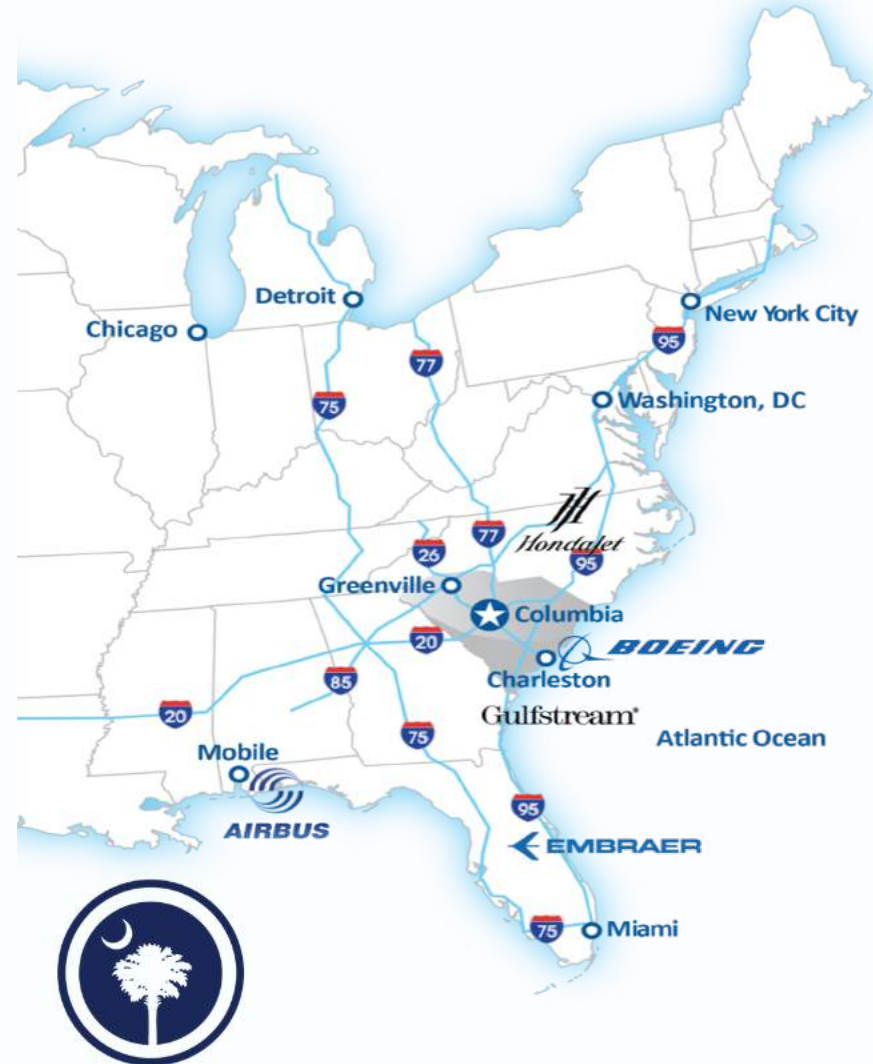 Detroit
Chicago
New York City
77
95
75
Washington, DC
HondaJet
77
26
95
Greenville
Columbia
20
BOEING
Charleston
85
20
Gulfstream®
75
Atlantic Ocean
Mobile
95
AIRBUS
EMBRAER
75
Miami